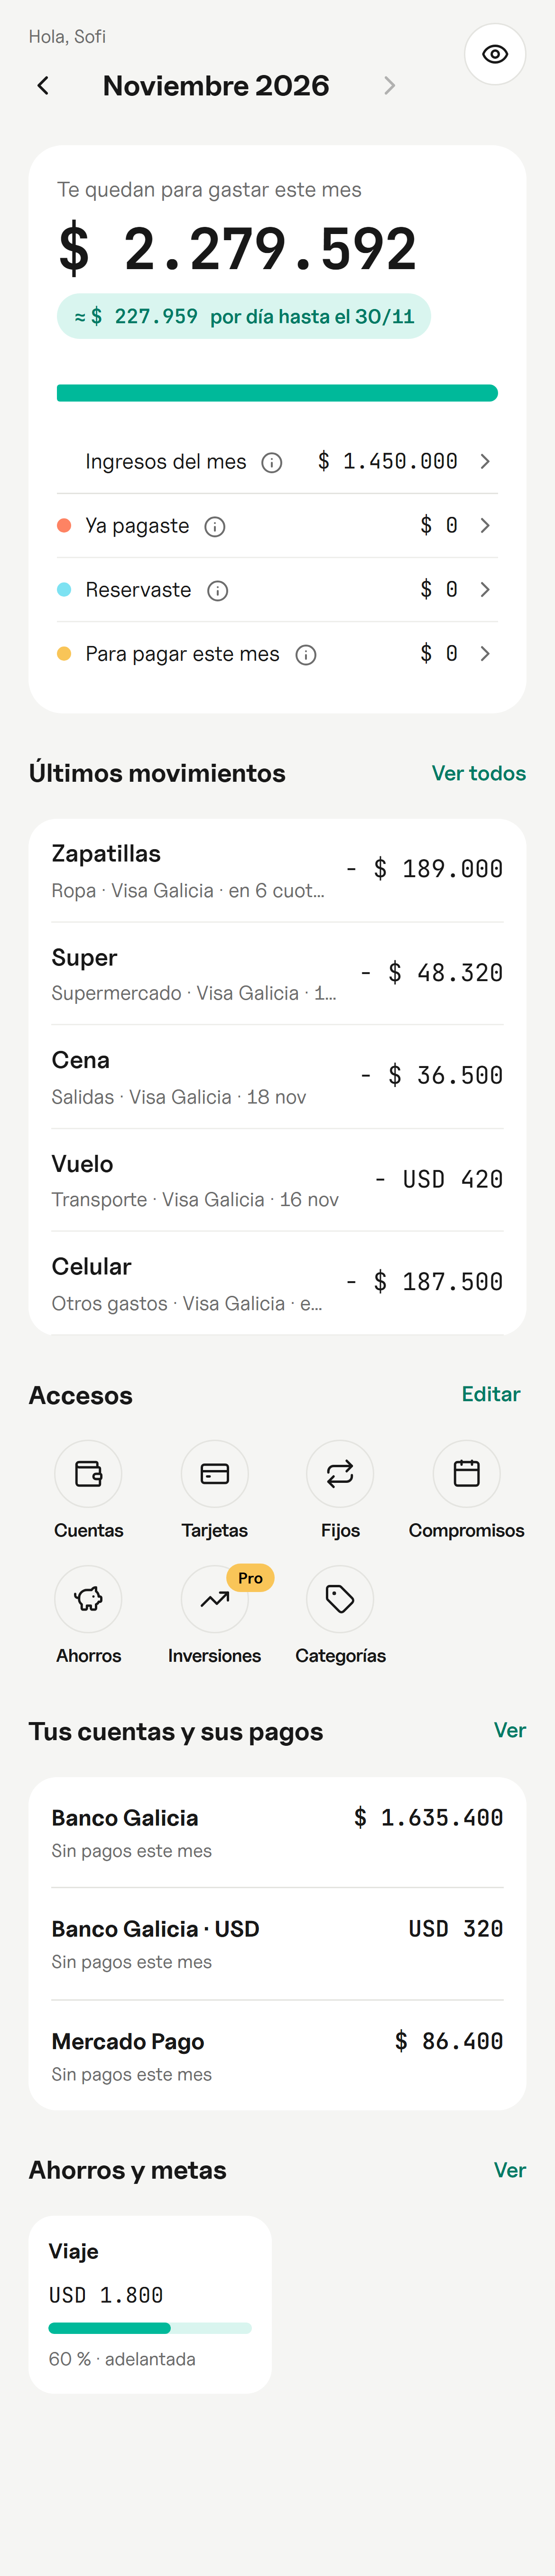 Hola, Sofi
Noviembre 2026
Te quedan para gastar este mes
$ 2.279.592
≈ $ 227.959 por día hasta el 30/11
Ingresos del mes $ 1.450.000
Ya pagaste $ 0
Reservaste $ 0
Para pagar este mes $ 0
Últimos movimientos Ver todos
Zapatillas - $ 189.000
Ropa · Visa Galicia · en 6 cuot...
Super - $ 48.320
Supermercado · Visa Galicia · 1...
Cena - $ 36.500
Salidas · Visa Galicia · 18 nov
Vuelo - USD 420
Transporte · Visa Galicia · 16 nov
Celular - $ 187.500
Otros gastos · Visa Galicia · e...
Accesos Editar
Cuentas Tarjetas Fijos Compromisos
Pro
Ahorros Inversiones Categorías
Tus cuentas y sus pagos Ver
Banco Galicia $ 1.635.400
Sin pagos este mes
Banco Galicia · USD USD 320
Sin pagos este mes
Mercado Pago $ 86.400
Sin pagos este mes
Ahorros y metas Ver
Viaje
USD 1.800
60 % · adelantada